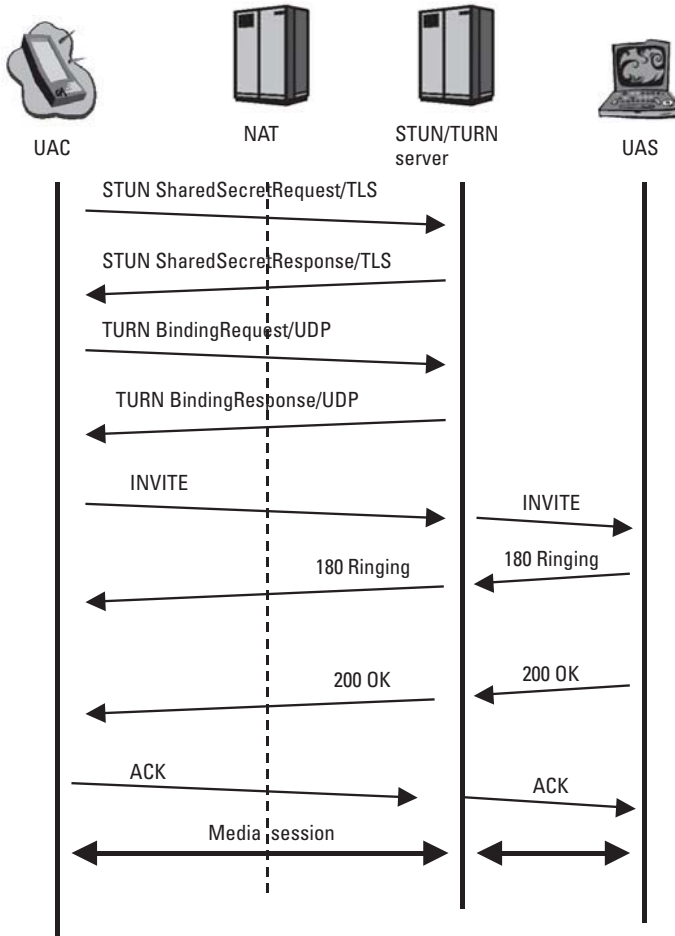 UAC
NAT
STUN/TURN
server
UAS
STUN SharedSecretRequest/TLS
STUN SharedSecretResponse/TLS
TURN BindingRequest/UDP
TURN BindingResponse/UDP
INVITE
INVITE
180 Ringing
180 Ringing
200 OK
200 OK
ACK
ACK
Media session